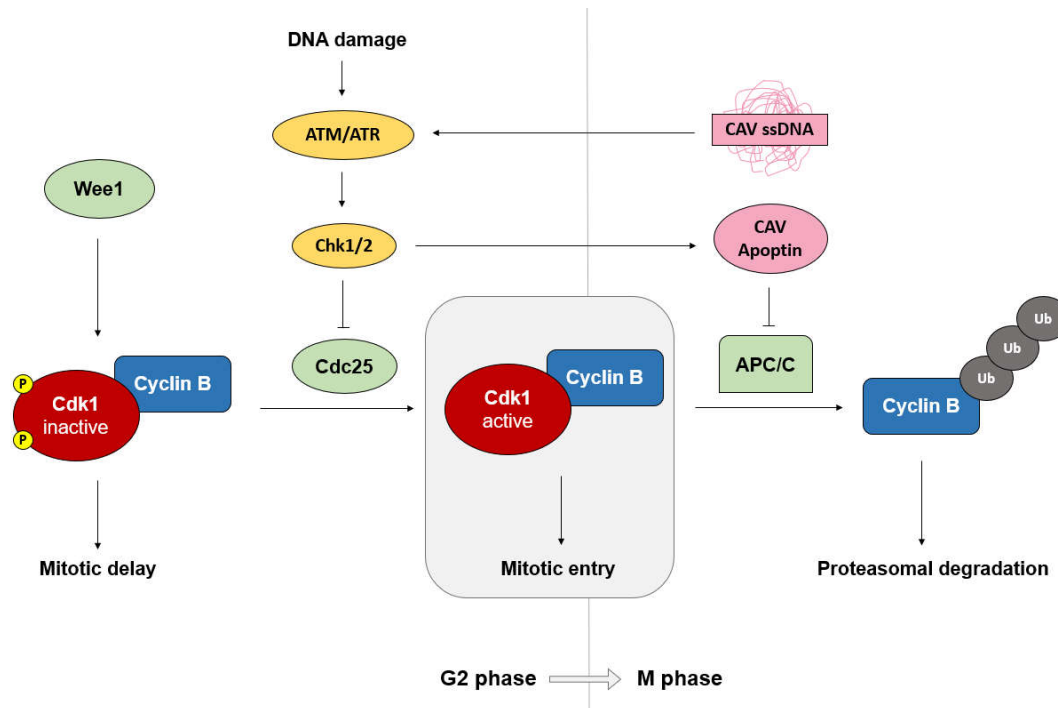 DNA damage
ATM/ATR
CAV ssDNA
Wee1
Chk1/2
CAV
Apoptin
Cdc25
APC/C
Ub
Ub
Ub
P
P
Cdk1
inactive
Cyclin B
Cdk1
active
Cyclin B
Cyclin B
Mitotic delay
Mitotic entry
Proteasomal degradation
G2 phase
M phase